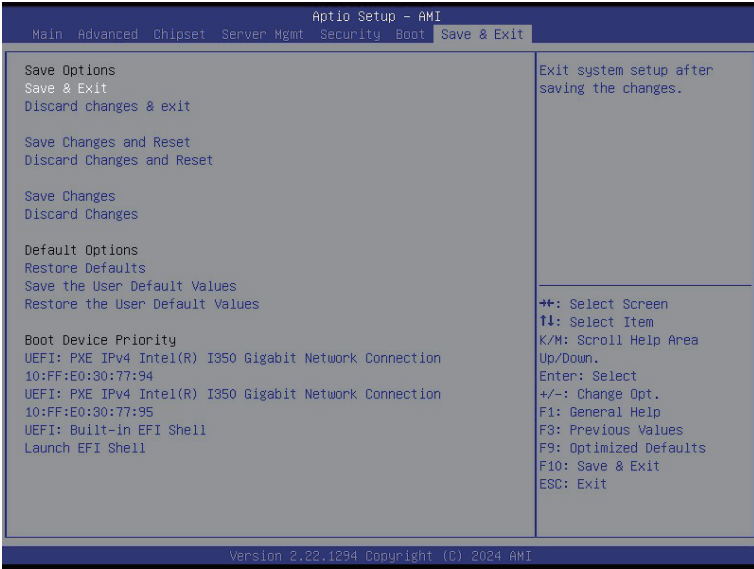 Aptio Setup – AMI
Main Advanced Chipset Server Mgmt Security Boot Save & Exit
Save Options
Save & Exit
Discard changes & exit
Save Changes and Reset
Discard Changes and Reset
Save Changes
Discard Changes
Default Options
Restore Defaults
Save the User Default Values
Restore the User Default Values
Boot Device Priority
UEFI: PXE IPv4 Intel(R) I350 Gigabit Network Connection
10:FF:E0:30:77:94
UEFI: PXE IPv4 Intel(R) I350 Gigabit Network Connection
10:FF:E0:30:77:95
UEFI: Built-in EFI Shell
Launch EFI Shell
Exit system setup after
saving the changes.
→←: Select Screen
↑↓: Select Item
K/M: Scroll Help Area
Up/Down.
Enter: Select
+/-: Change Opt.
F1: General Help
F3: Previous Values
F9: Optimized Defaults
F10: Save & Exit
ESC: Exit
Version 2.22.1294 Copyright (C) 2024 AMI